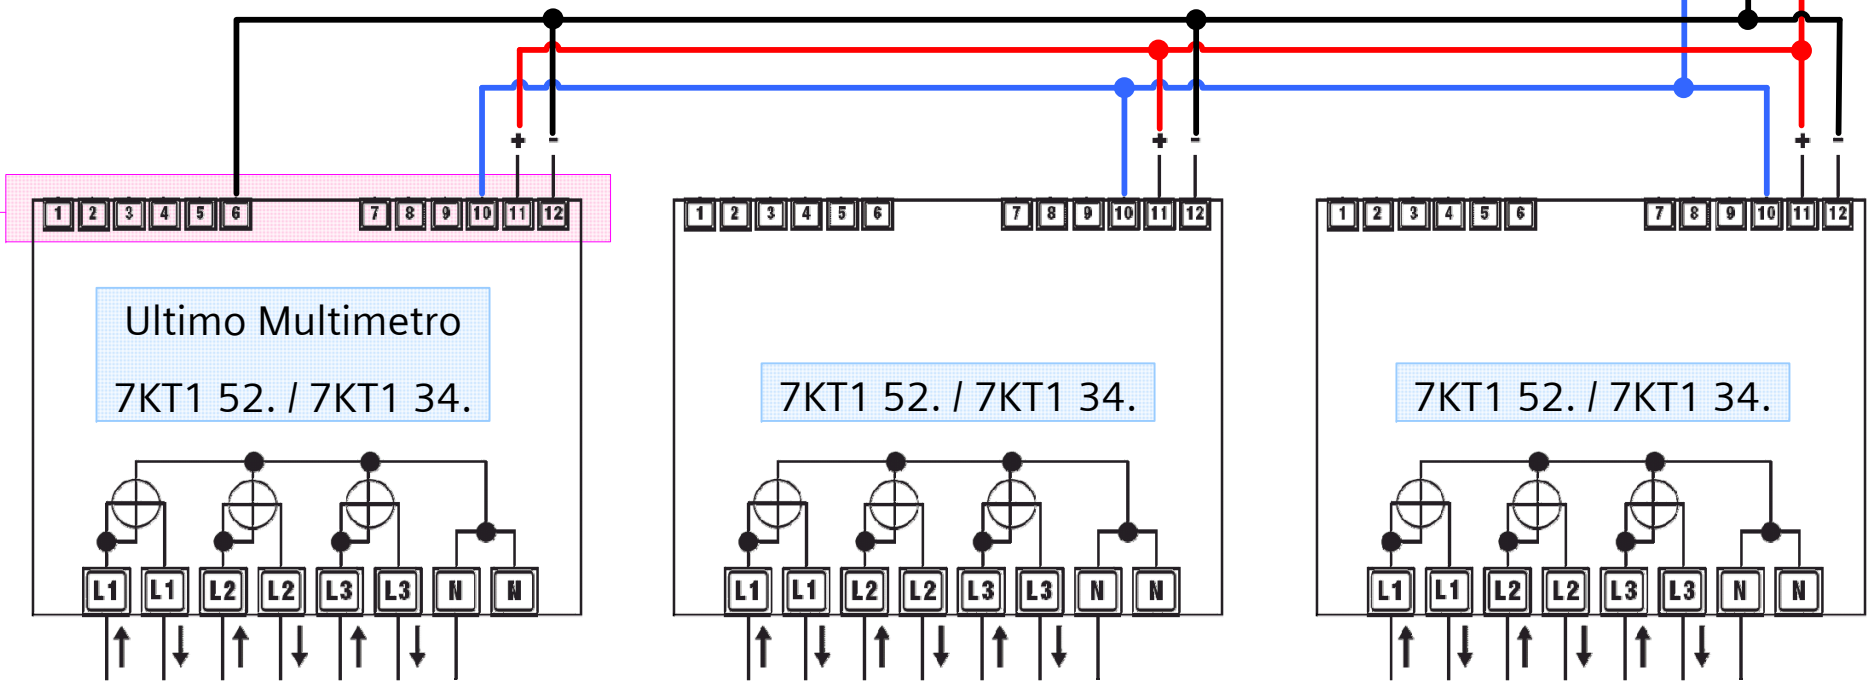 + - + - + -
1 2 3 4 5 6 7 8 9 10 11 12
1 2 3 4 5 6 7 8 9 10 11 12
1 2 3 4 5 6 7 8 9 10 11 12
Ultimo Multimetro
7KT1 52. / 7KT1 34.
7KT1 52. / 7KT1 34.
7KT1 52. / 7KT1 34.
L1 L1 L2 L2 L3 L3 N N
L1 L1 L2 L2 L3 L3 N N
L1 L1 L2 L2 L3 L3 N N